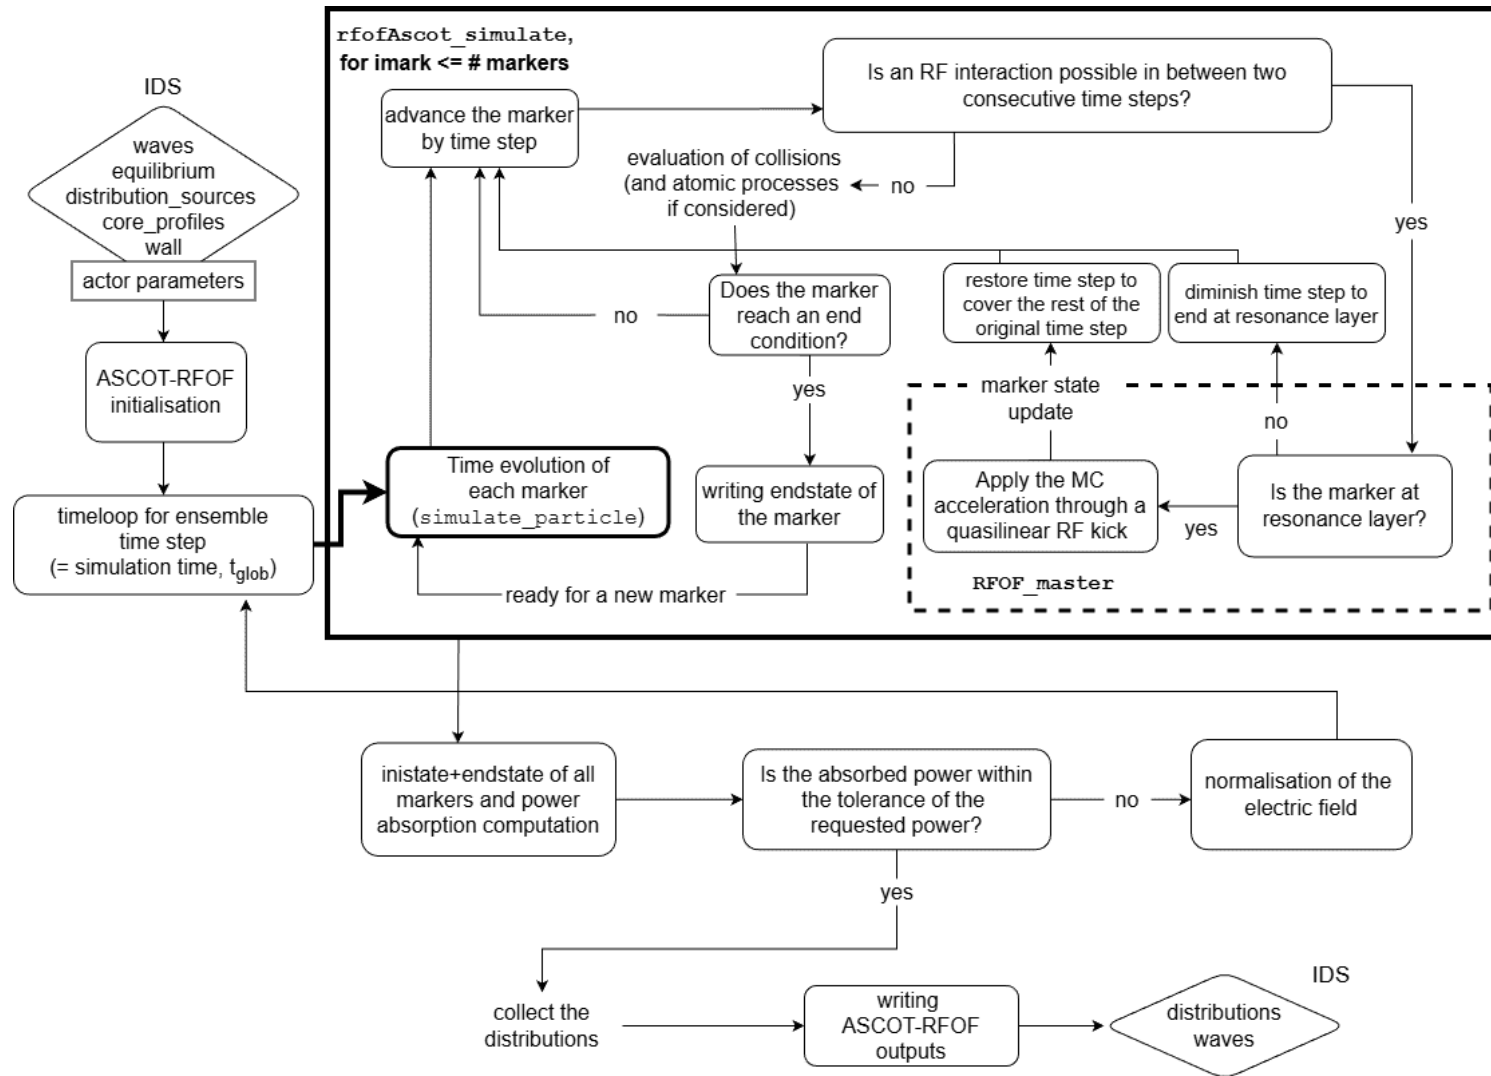 IDS
waves
equilibrium
distribution_sources
core_profiles
wall
actor parameters
ASCOT-RFOF
initialisation
timeloop for ensemble
time step
(= simulation time, t_glob)
rfofAscot_simulate,
for imark <= # markers
advance the marker
by time step
Is an RF interaction possible in between two
consecutive time steps?
evaluation of collisions
(and atomic processes
if considered)
no
yes
Does the marker
reach an end
condition?
no
yes
restore time step to
cover the rest of the
original time step
diminish time step to
end at resonance layer
marker state
update
no
Time evolution of
each marker
(simulate_particle)
writing endstate of
the marker
Apply the MC
acceleration through a
quasilinear RF kick
yes
Is the marker at
resonance layer?
RFOF_master
ready for a new marker
inistate+endstate of all
markers and power
absorption computation
Is the absorbed power within
the tolerance of the
requested power?
no
normalisation of the
electric field
yes
collect the
distributions
writing
ASCOT-RFOF
outputs
IDS
distributions
waves